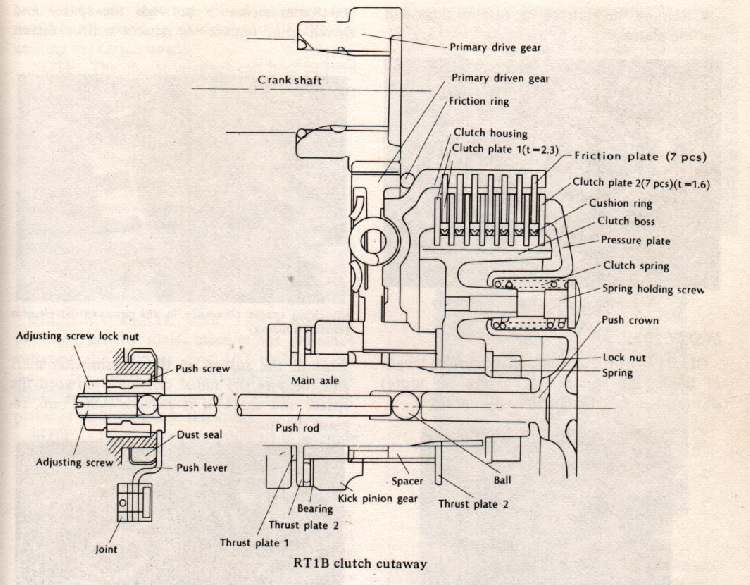 Primary drive gear
Crank shaft
Primary driven gear
Friction ring
Clutch housing
Clutch plate 1(t=2.3)
Friction plate (7 pcs)
Clutch plate 2(7 pcs)(t=1.6)
Cushion ring
Clutch boss
Pressure plate
Clutch spring
Spring holding screw
Push crown
Adjusting screw lock nut
Push screw
Lock nut
Main axle
Spring
Push rod
Dust seal
Adjusting screw
Push lever
Spacer
Ball
Kick pinion gear
Thrust plate 2
Bearing
Thrust plate 2
Thrust plate 1
Joint
RT1B clutch cutaway